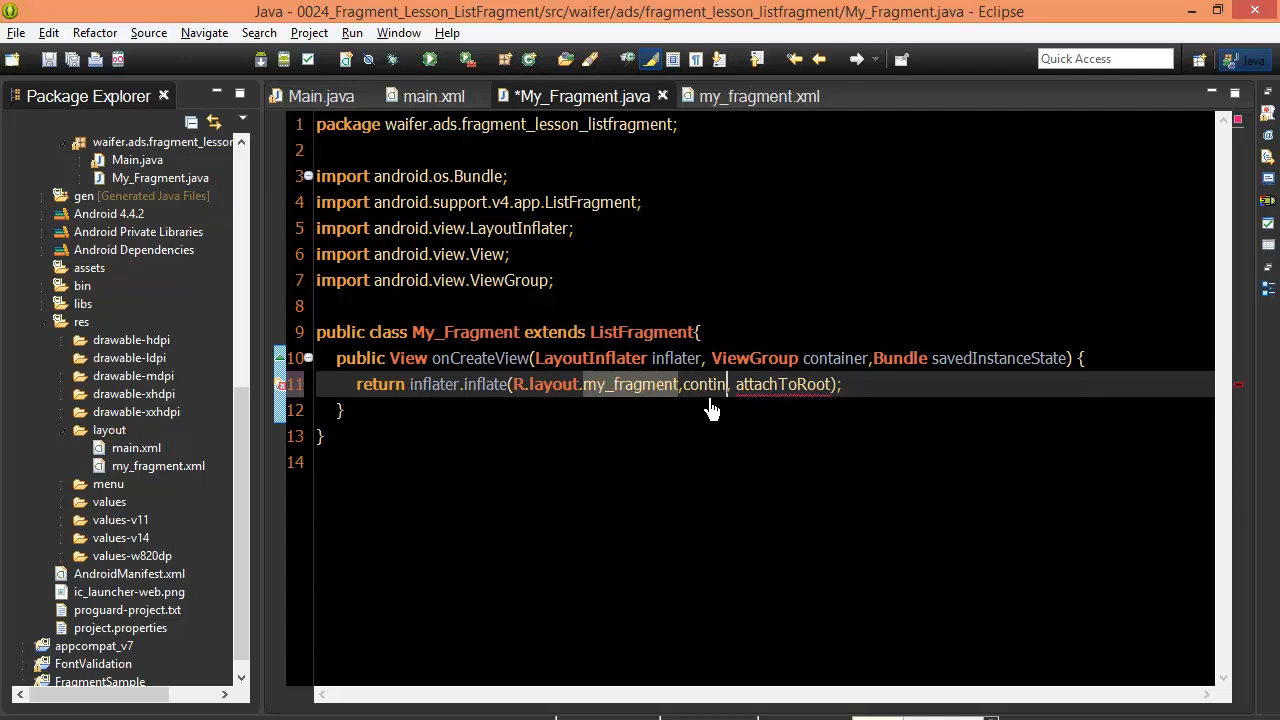 Java - 0024_Fragment_Lesson_ListFragment/src/waifer/ads/fragment_lesson_listfragment/My_Fragment.java - Eclipse
File Edit Refactor Source Navigate Search Project Run Window Help
Quick Access
Java
Package Explorer
Main.java
main.xml
*My_Fragment.java
my_fragment.xml
waifer.ads.fragment_lesson
Main.java
My_Fragment.java
gen [Generated Java Files]
Android 4.4.2
Android Private Libraries
Android Dependencies
assets
bin
libs
res
drawable-hdpi
drawable-ldpi
drawable-mdpi
drawable-xhdpi
drawable-xxhdpi
layout
main.xml
my_fragment.xml
menu
values
values-v11
values-v14
values-w820dp
AndroidManifest.xml
ic_launcher-web.png
proguard-project.txt
project.properties
appcompat_v7
FontValidation
FragmentSample
1 package waifer.ads.fragment_lesson_listfragment;
2
3 import android.os.Bundle;
4 import android.support.v4.app.ListFragment;
5 import android.view.LayoutInflater;
6 import android.view.View;
7 import android.view.ViewGroup;
8
9 public class My_Fragment extends ListFragment{
10 public View onCreateView(LayoutInflater inflater, ViewGroup container,Bundle savedInstanceState) {
11 return inflater.inflate(R.layout.my_fragment,contin, attachToRoot);
12 }
13 }
14